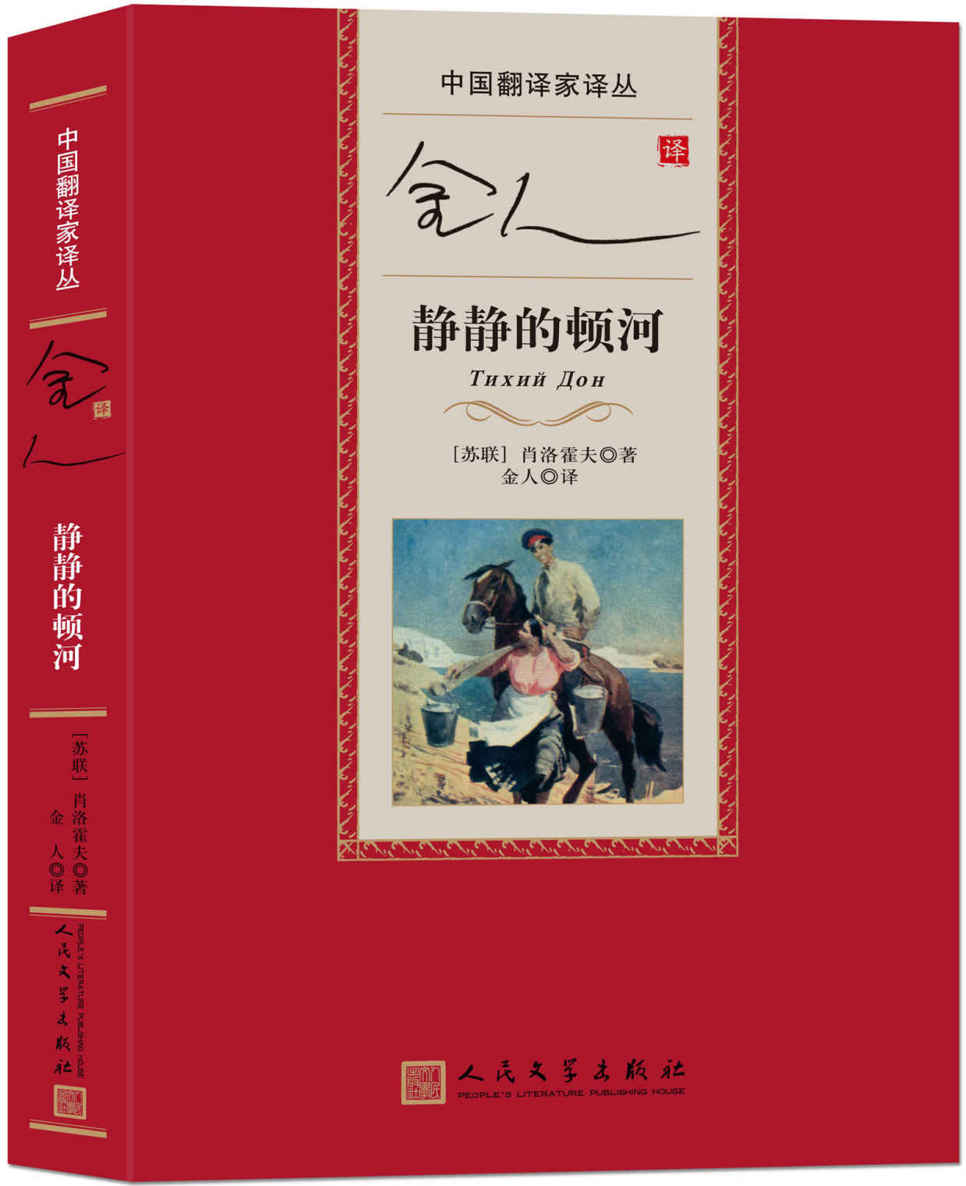 中国翻译家译丛
金人
译
静静的顿河
Тихий Дон
[苏联] 肖洛霍夫◎著
金人◎译
人民文学出版社
PEOPLE'S LITERATURE PUBLISHING HOUSE
中国翻译家译丛
金人
译
静静的顿河
[苏联] 肖洛霍夫◎著
金 人◎译
人民文学出版社
PEOPLE'S LITERATURE PUBLISHING HOUSE